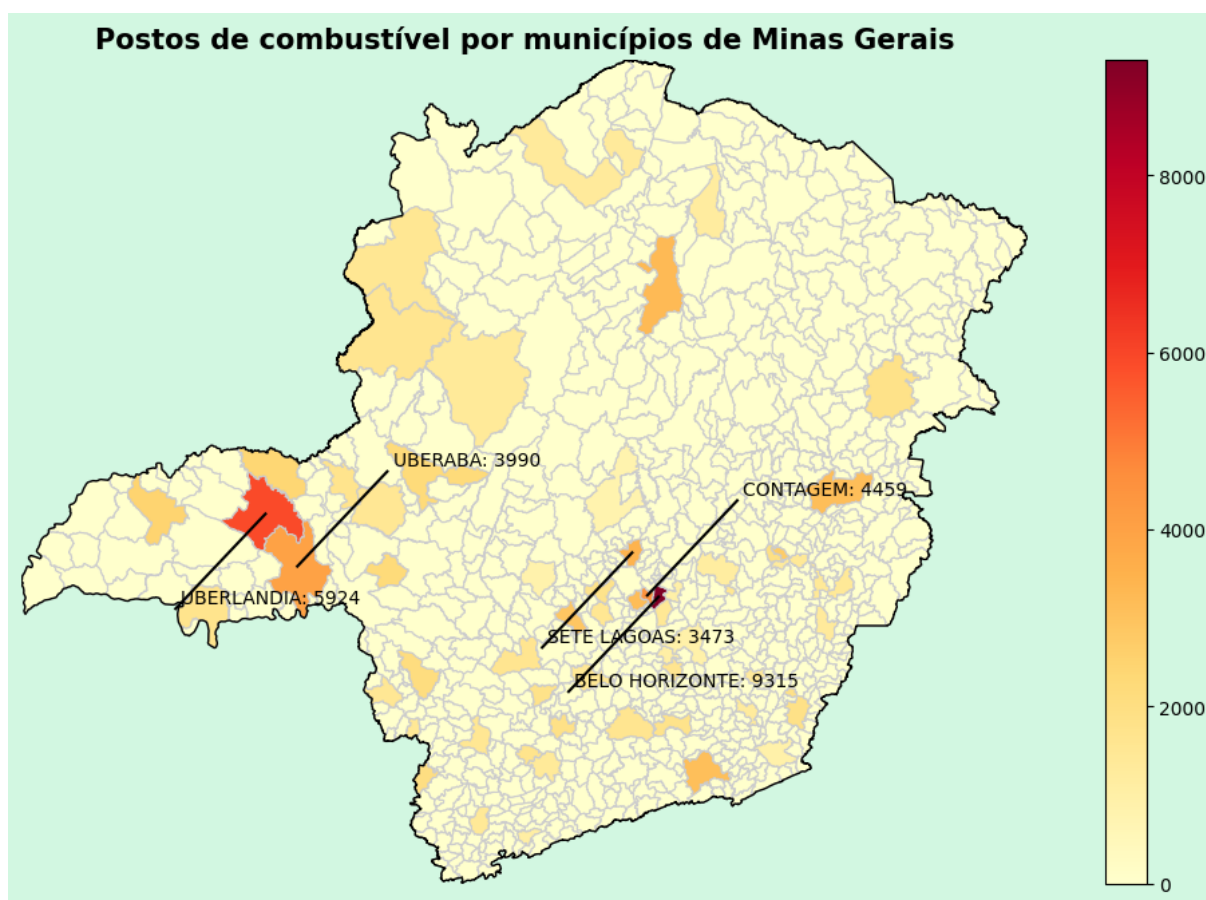 Postos de combustível por municípios de Minas Gerais
8000
6000
UBERABA: 3990
CONTAGEM: 4459
4000
UBERLANDIA: 5924
SETE LAGOAS: 3473
BELO HORIZONTE: 9315
2000
0